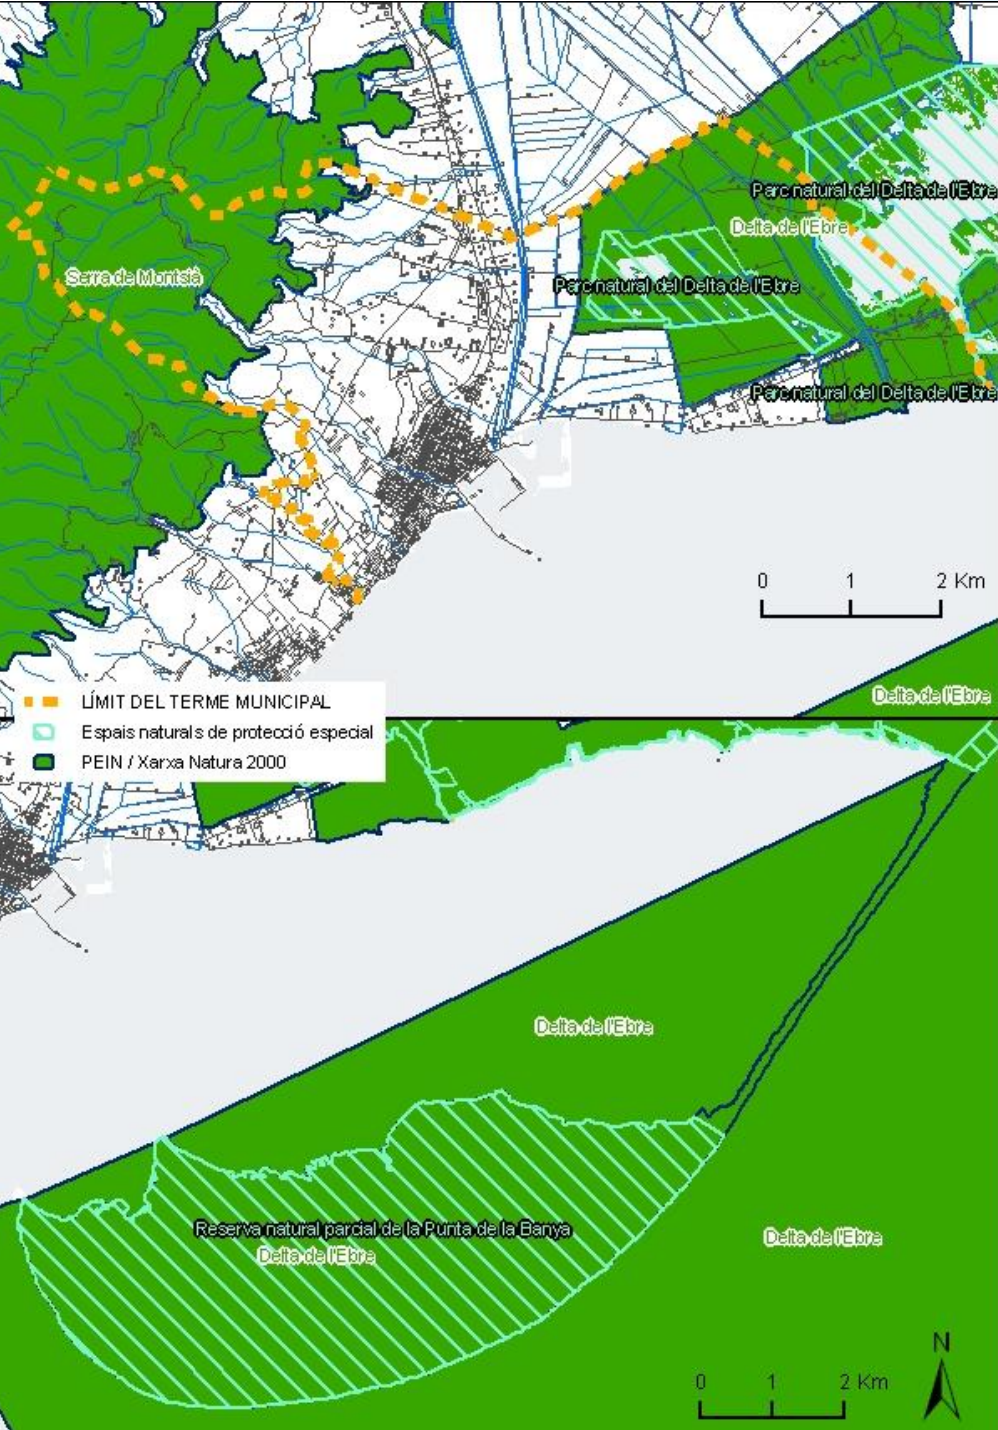 Parc natural del Delta de l'Ebre
Delta de l'Ebre
Serra de Montsià
Parc natural del Delta de l'Ebre
Parc natural del Delta de l'Ebre
0 1 2 Km
Delta de l'Ebre
LÍMIT DEL TERME MUNICIPAL
Espais naturals de protecció especial
PEIN / Xarxa Natura 2000
Delta de l'Ebre
Reserva natural parcial de la Punta de la Banya
Delta de l'Ebre
Delta de l'Ebre
N
0 1 2 Km